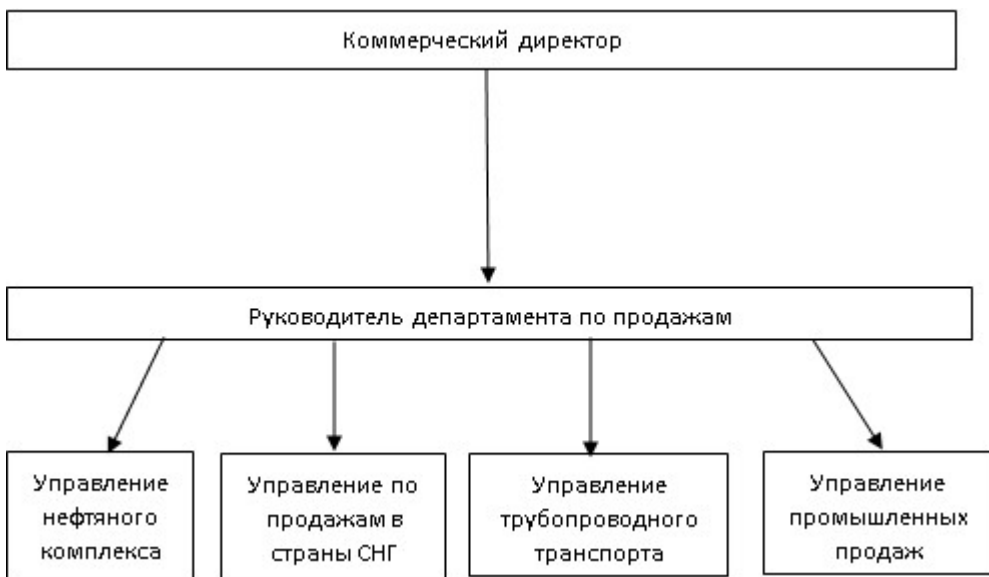 Коммерческий директор
Руководитель департамента по продажам
Управление
нефтяного
комплекса
Управление по
продажам в
страны СНГ
Управление
трубопроводного
транспорта
Управление
промышленных
продаж